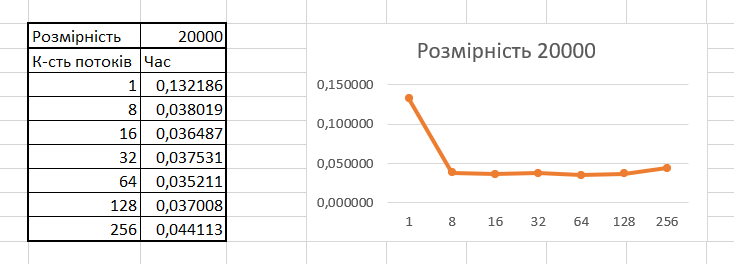 Розмірність 20000
К-сть потоків Час
1 0,132186
8 0,038019
16 0,036487
32 0,037531
64 0,035211
128 0,037008
256 0,044113
Розмірність 20000
0,150000
0,100000
0,050000
0,000000
1 8 16 32 64 128 256